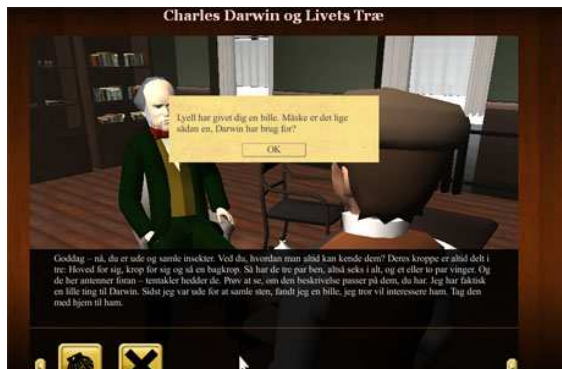 Charles Darwin og Livets Træ
Lyell har givet dig en bille. Måske er det lige
sådan en, Darwin har brug for?
OK
Goddag – nå, du er ude og samle insekter. Ved du, hvordan man altid kan kende dem? Deres kroppe er altid delt i
tre: Hoved for sig, krop for sig og så en bagkrop. Så har de tre par ben, altså seks i alt, og et eller to par vinger. Og
de her antenner foran – tentakler hedder de. Prøv at se, om den beskrivelse passer på dem, du har. Jeg har faktisk
en lille ting til Darwin. Sidst jeg var ude for at samle sten, fandt jeg en bille, jeg tror vil interessere ham. Tag den
med hjem til ham.